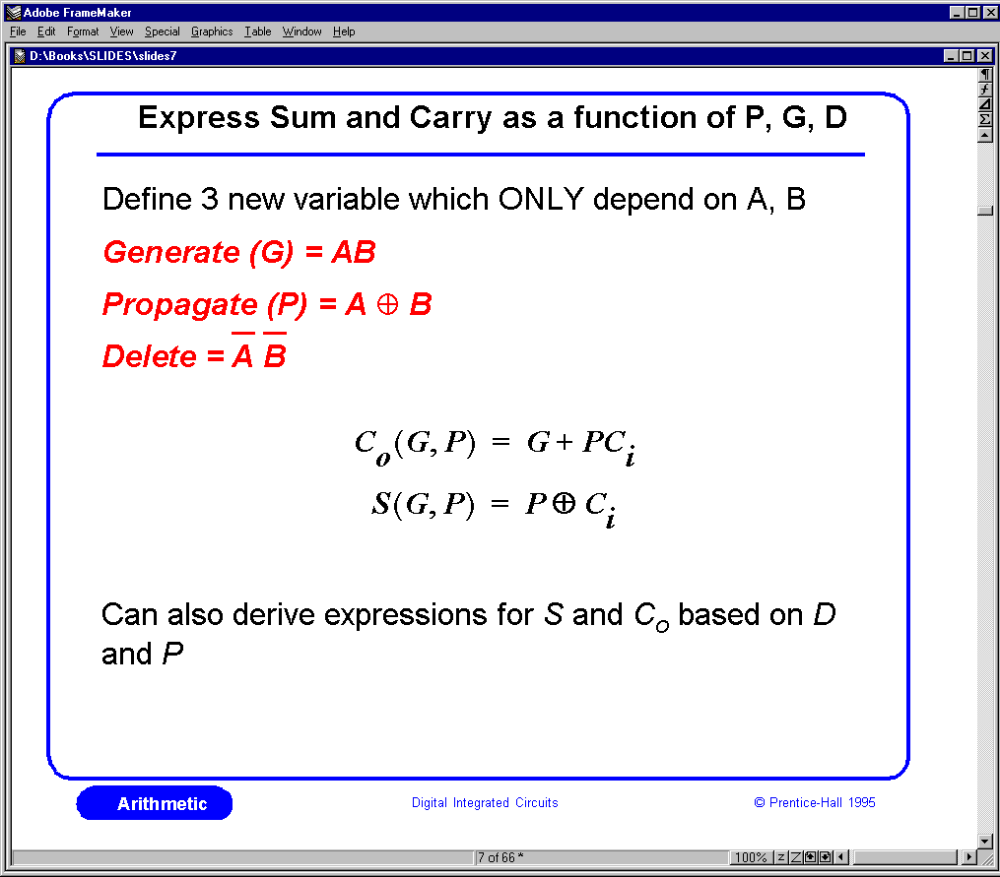 Adobe FrameMaker
File Edit Format View Special Graphics Table Window Help
D:\Books\SLIDES\slides7
Express Sum and Carry as a function of P, G, D
Define 3 new variable which ONLY depend on A, B
Generate (G) = AB
Propagate (P) = A ⊕ B
Delete = A̅ B̅
C_o(G, P) = G + PC_i
S(G, P) = P ⊕ C_i
Can also derive expressions for S and C_o based on D
and P
Arithmetic
Digital Integrated Circuits
© Prentice-Hall 1995
7 of 66 *
100%